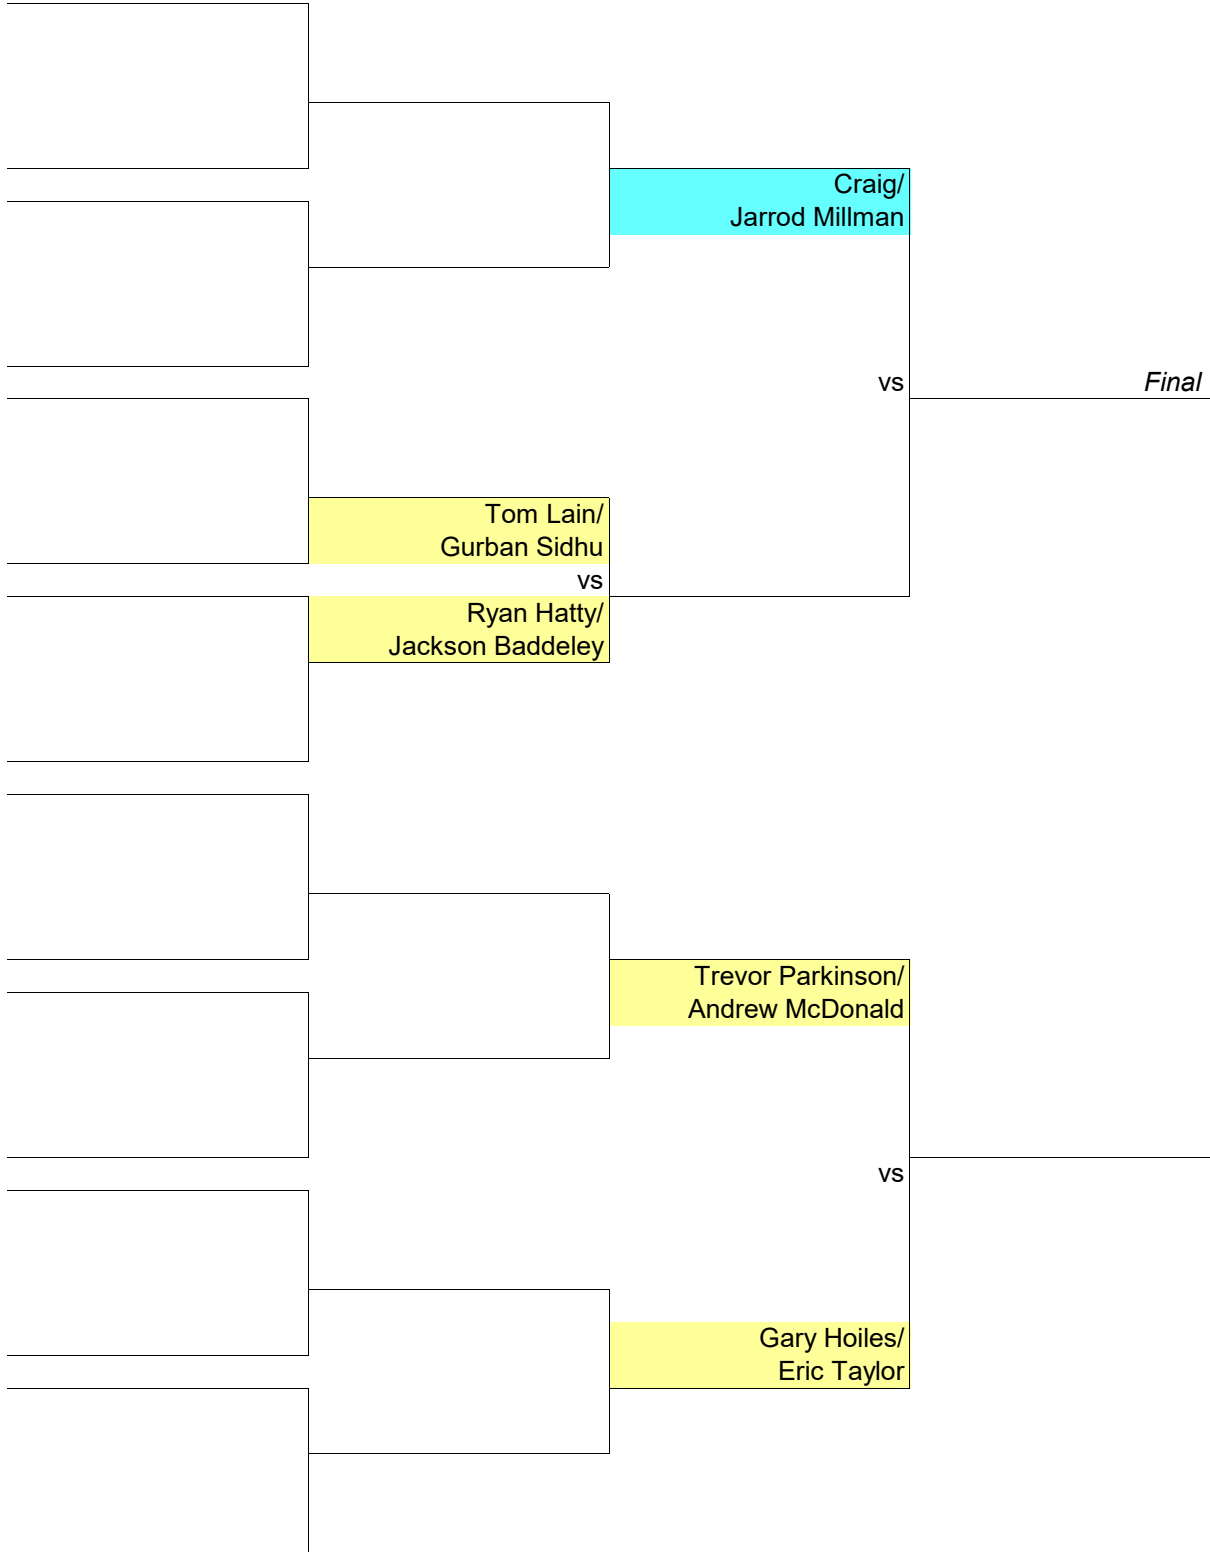 Craig/
Jarrod Millman
vs
Final
Tom Lain/
Gurban Sidhu
vs
Ryan Hatty/
Jackson Baddeley
Trevor Parkinson/
Andrew McDonald
vs
Gary Hoiles/
Eric Taylor